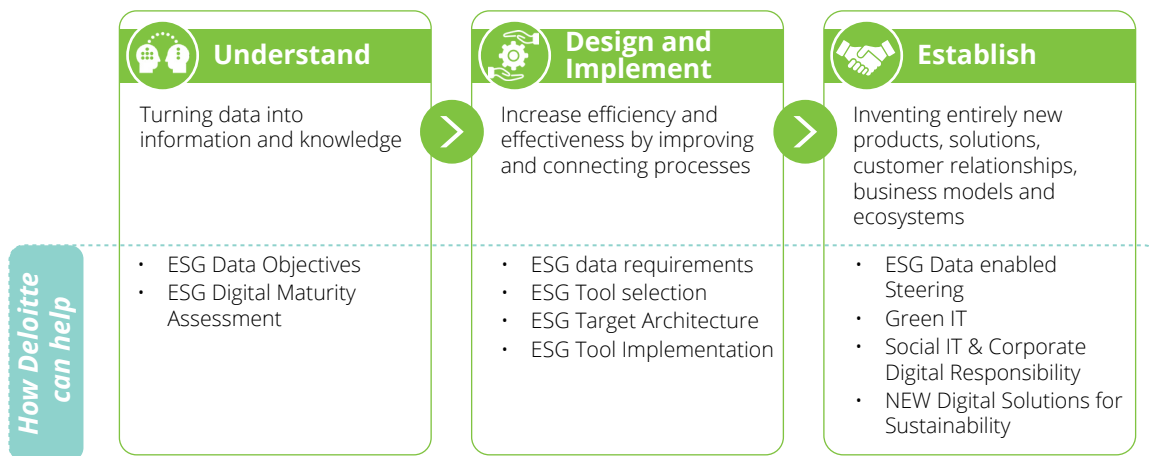 Understand
Turning data into
information and knowledge
Design and
Implement
Increase efficiency and
effectiveness by improving
and connecting processes
Establish
Inventing entirely new
products, solutions,
customer relationships,
business models and
ecosystems
How Deloitte
can help
• ESG Data Objectives
• ESG Digital Maturity
Assessment
• ESG data requirements
• ESG Tool selection
• ESG Target Architecture
• ESG Tool Implementation
• ESG Data enabled
Steering
• Green IT
• Social IT & Corporate
Digital Responsibility
• NEW Digital Solutions for
Sustainability